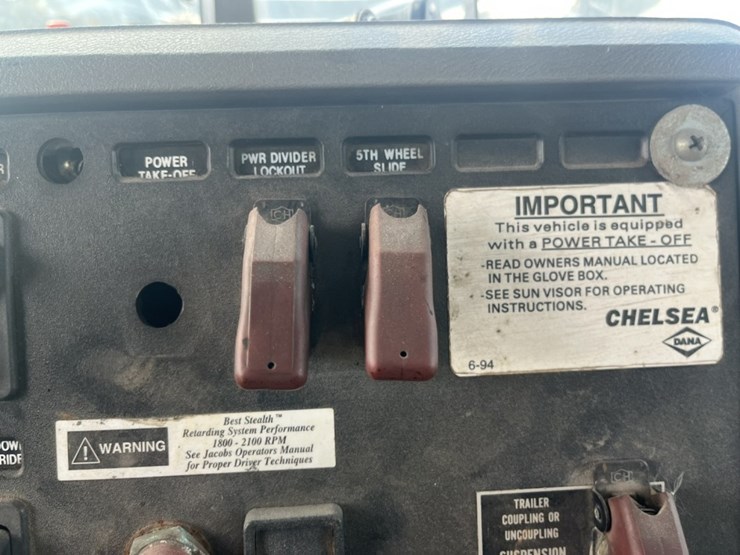 R
POWER
TAKE-OFF
PWR DIVIDER
LOCKOUT
5TH WHEEL
SLIDE
IMPORTANT
This vehicle is equipped
with a POWER TAKE - OFF
-READ OWNERS MANUAL LOCATED
IN THE GLOVE BOX.
-SEE SUN VISOR FOR OPERATING
INSTRUCTIONS.
CHELSEA®
DANA
6-94
WARNING
Best Stealth™
Retarding System Performance
1800 - 2100 RPM
See Jacobs Operators Manual
for Proper Driver Techniques
OW
RIDE
TRAILER
COUPLING OR
UNCOUPLING
SUSPENSION